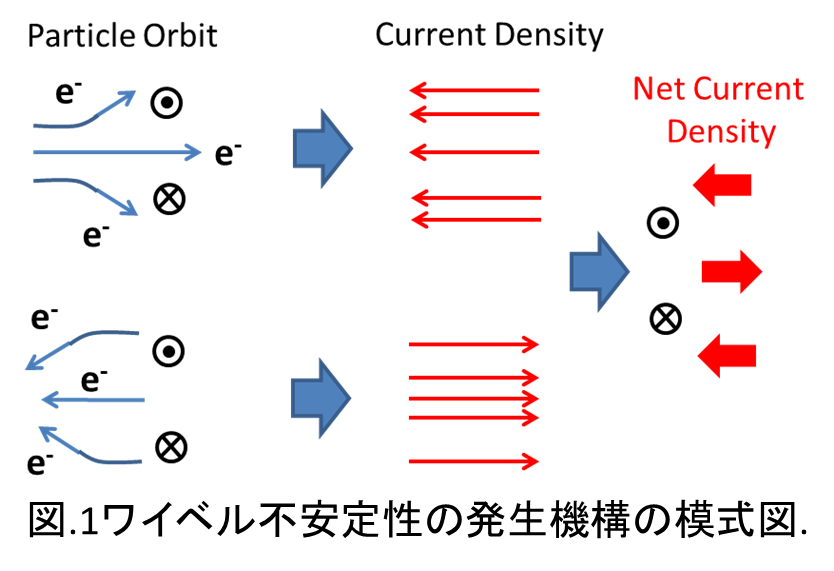 Particle Orbit
Current Density
Net Current
Density
e-
e-
e-
e-
e-
e-
図.1ワイベル不安定性の発生機構の模式図.